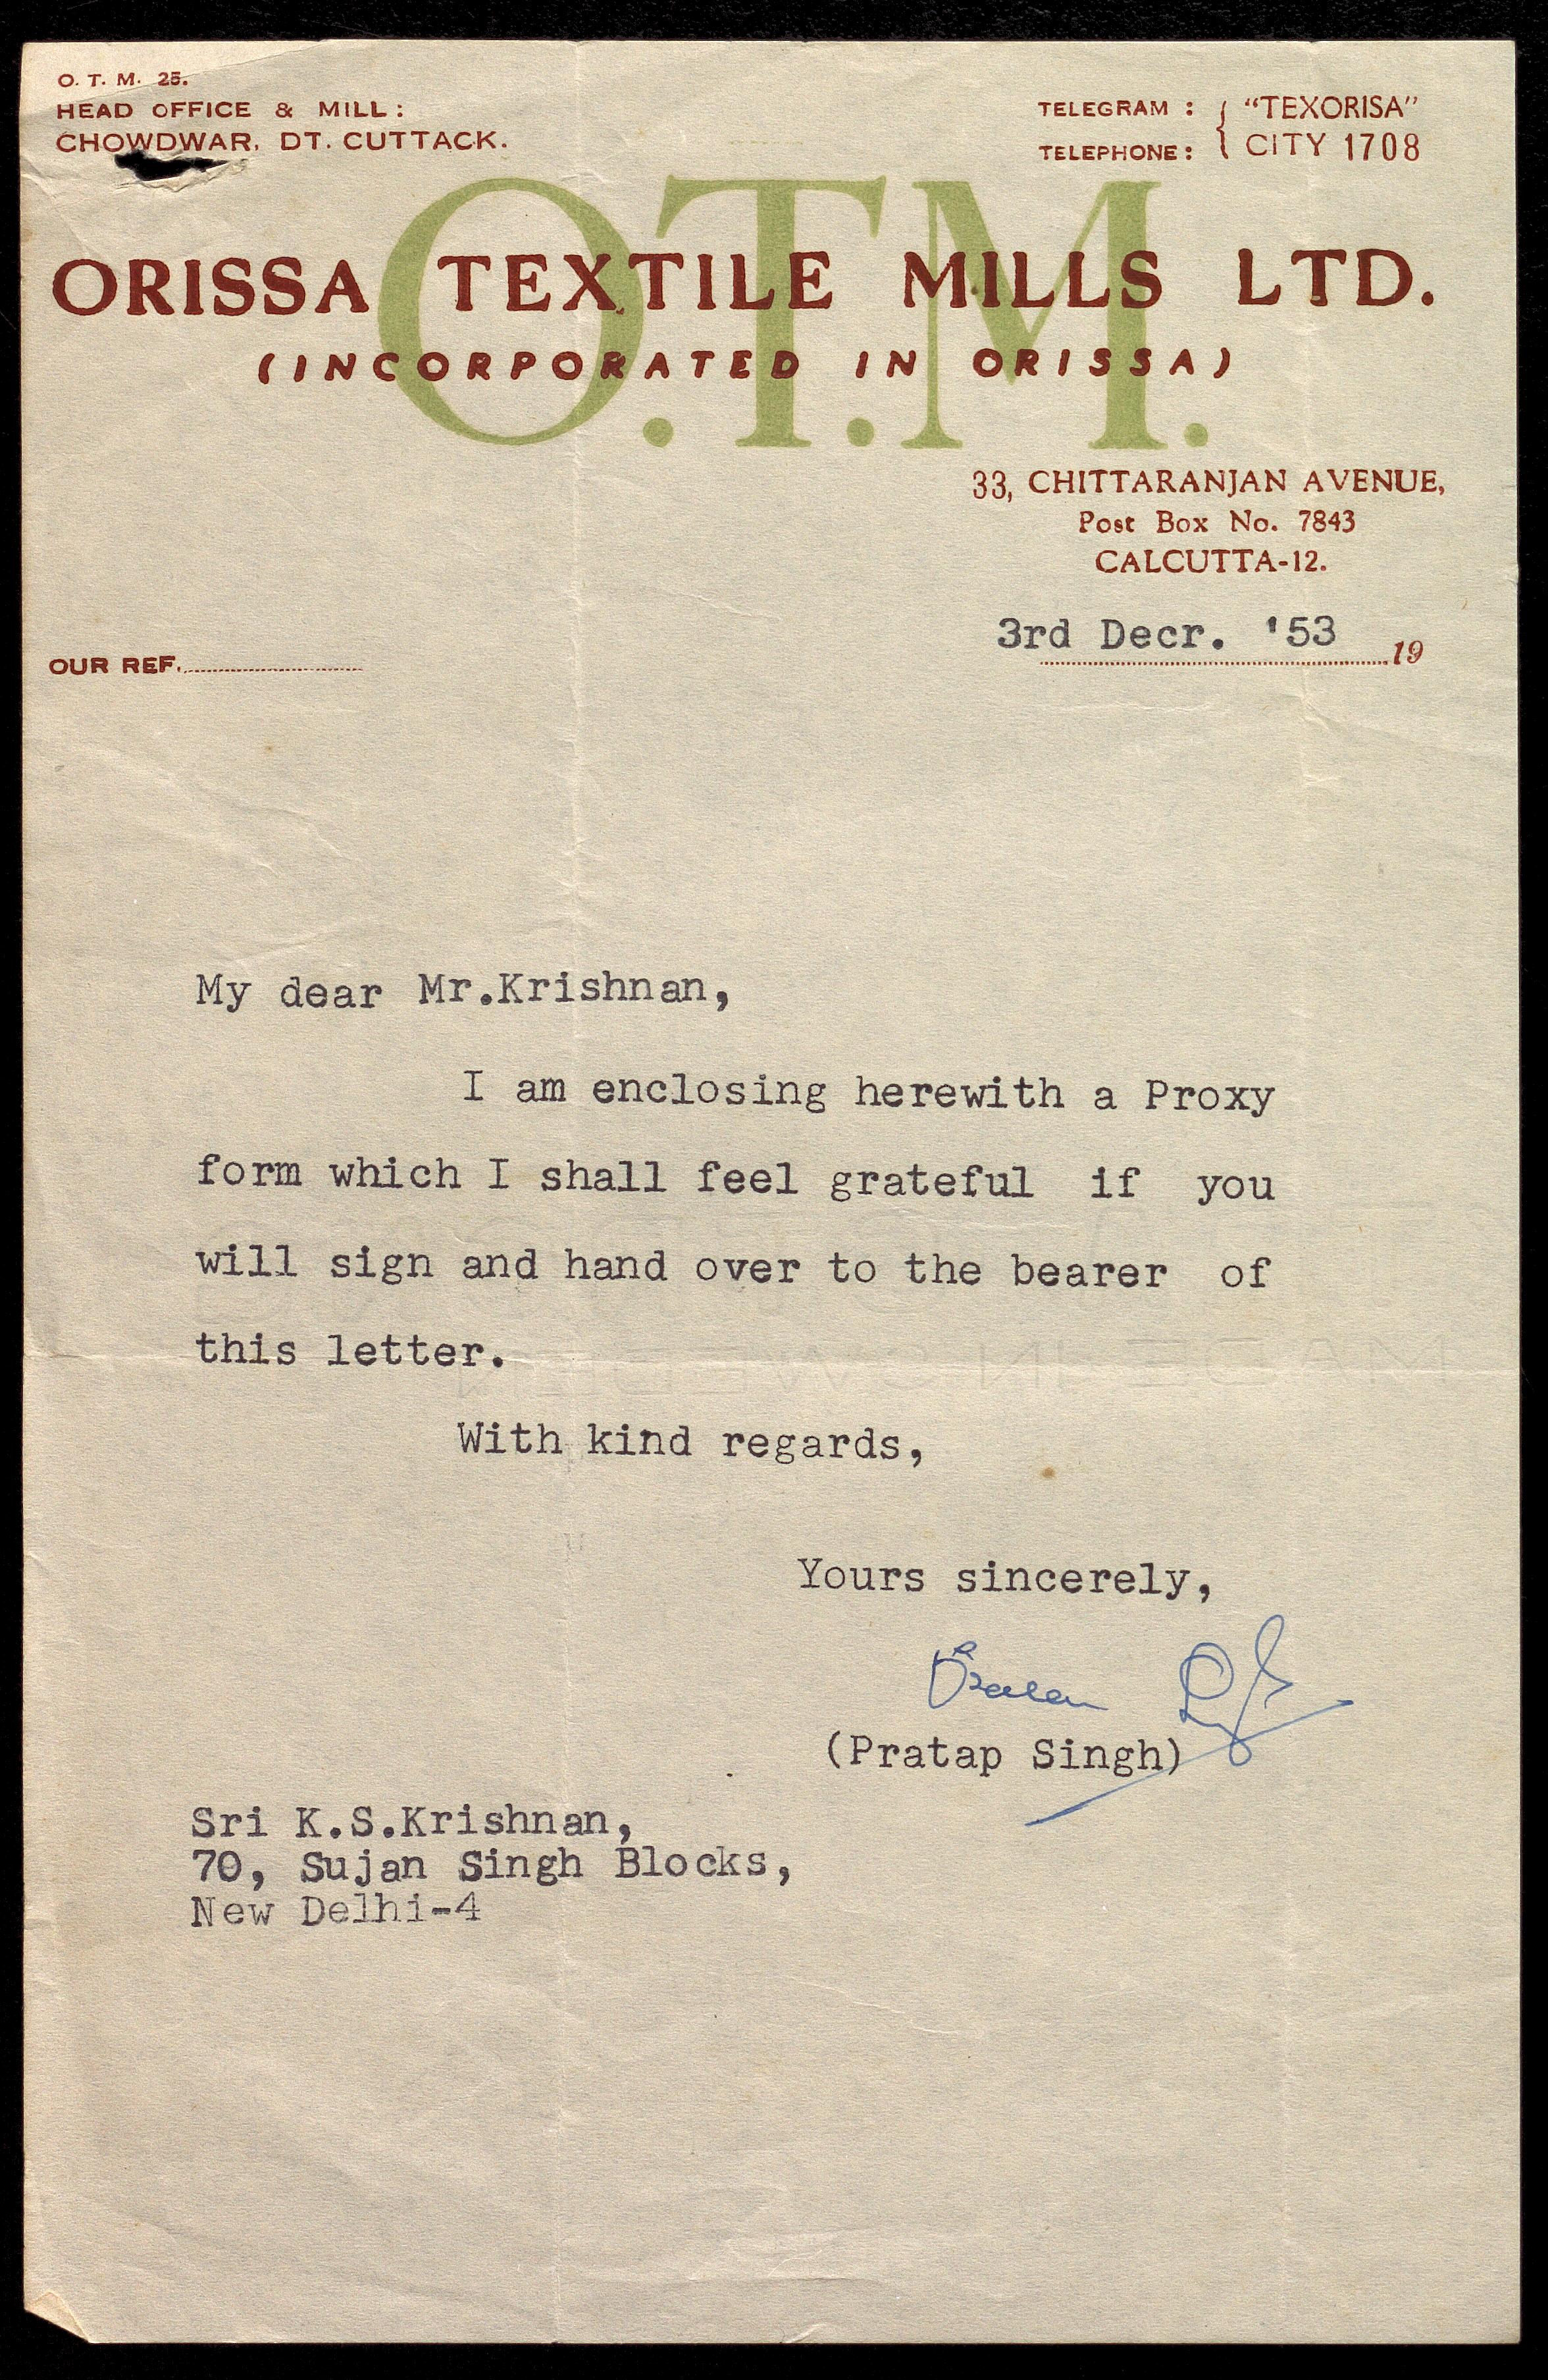 O. T. M. 25.
HEAD OFFICE & MILL:
CHOWDWAR, DT. CUTTACK.
TELEGRAM : { "TEXORISA"
TELEPHONE: { CITY 1708
O.T.M.
ORISSA TEXTILE MILLS LTD.
(INCORPORATED IN ORISSA)
33, CHITTARANJAN AVENUE,
Post Box No. 7843
CALCUTTA-12.
3rd Decr. '53 19
OUR REF.
My dear Mr.Krishnan,
I am enclosing herewith a Proxy
form which I shall feel grateful if you
will sign and hand over to the bearer of
this letter.
With kind regards,
Yours sincerely,
(Pratap Singh)
Sri K.S.Krishnan,
70, Sujan Singh Blocks,
New Delhi-4